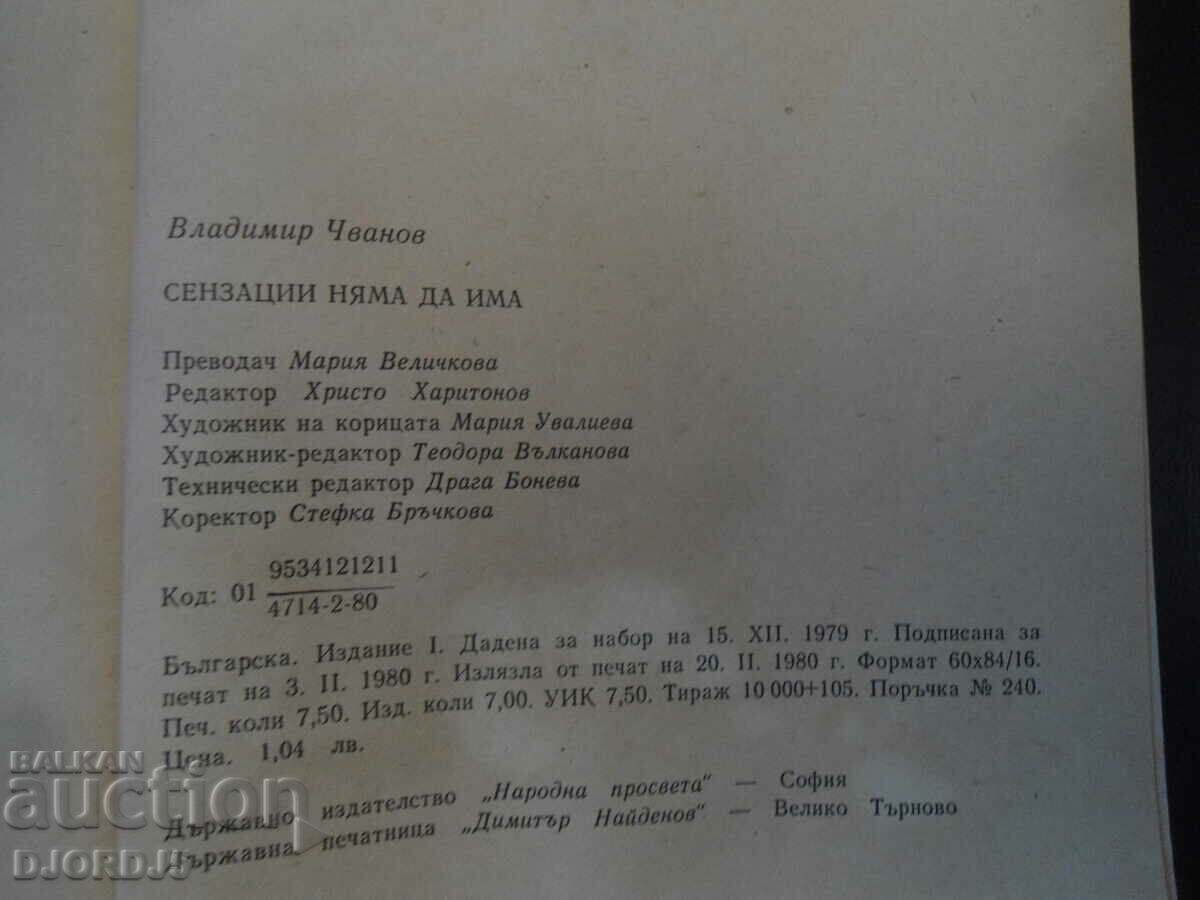 Владимир Чванов
СЕНЗАЦИИ НЯМА ДА ИМА
Преводач Мария Величкова
Редактор Христо Харитонов
Художник на корицата Мария Увалиева
Художник-редактор Теодора Вълканова
Технически редактор Драга Бонева
Коректор Стефка Бръчкова
9534121211
Код: 01
4714-2-80
Българска. Издание I. Дадена за набор на 15. XII. 1979 г. Подписана за
печат на 3. II. 1980 г. Излязла от печат на 20. II. 1980 г. Формат 60x84/16.
Печ. коли 7,50. Изд. коли 7,00. УИК 7,50. Тираж 10 000+105. Поръчка № 240.
Цена. 1,04 лв.
Държавно издателство „Народна просвета" — София
Държавна печатница „Димитър Найденов" — Велико Търново
BALKAN
auction
DJORDJJ